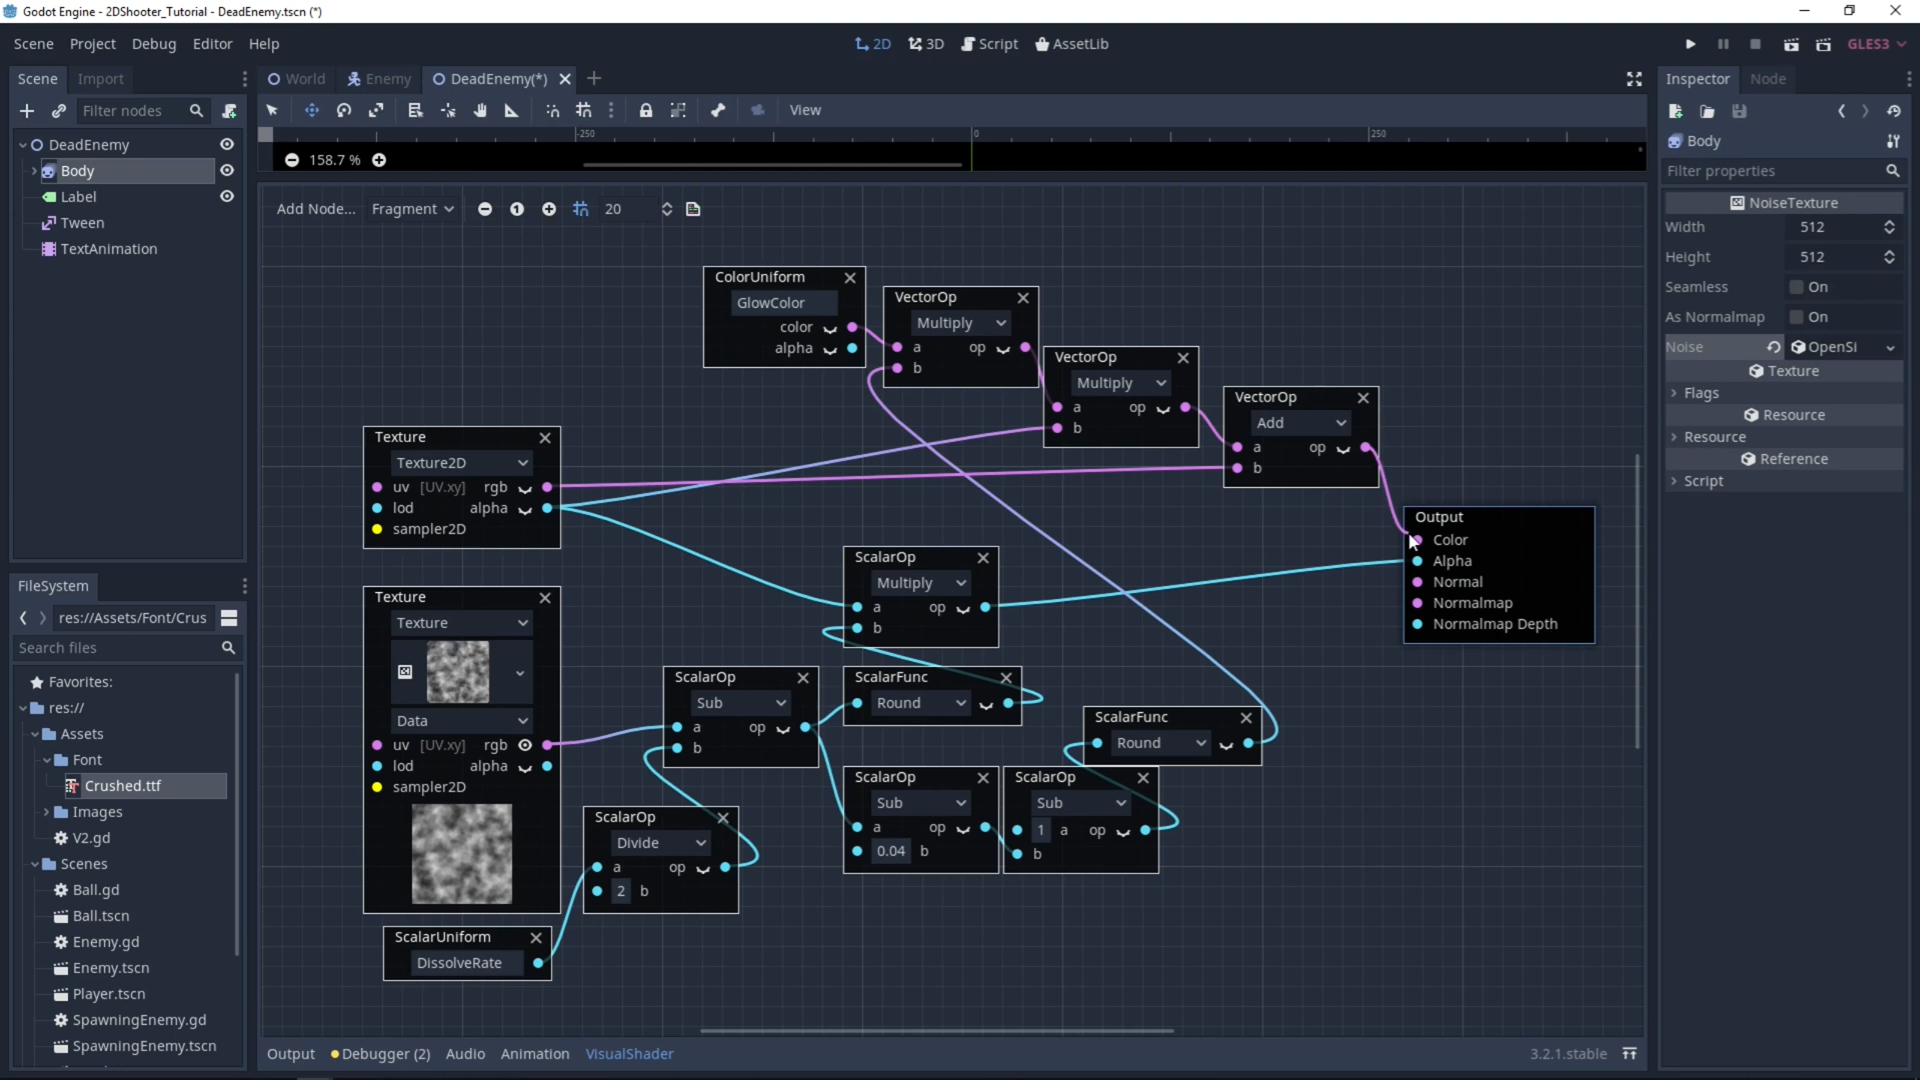 Godot Engine - 2DShooter_Tutorial - DeadEnemy.tscn (*)
Scene Project Debug Editor Help
2D 3D Script AssetLib
GLES3
Scene Import
World Enemy DeadEnemy(*)
Inspector Node
Filter nodes
View
DeadEnemy
Body
Label
Tween
TextAnimation
-250 0 250
158.7 %
Add Node... Fragment 1 20
Body
Filter properties
NoiseTexture
Width 512
Height 512
Seamless On
As Normalmap On
Noise OpenSi
Texture
Flags
Resource
Resource
Reference
Script
ColorUniform
GlowColor
color
alpha
VectorOp
Multiply
a op
b
VectorOp
Multiply
a op
b
VectorOp
Add
a op
b
Texture
Texture2D
uv [UV.xy] rgb
lod alpha
sampler2D
Output
Color
Alpha
Normal
Normalmap
Normalmap Depth
ScalarOp
Multiply
a op
b
Texture
Texture
Data
uv [UV.xy] rgb
lod alpha
sampler2D
ScalarOp
Sub
a op
b
ScalarFunc
Round
ScalarFunc
Round
ScalarOp
Sub
a op
0.04 b
ScalarOp
Sub
1 a op
b
ScalarOp
Divide
a op
2 b
ScalarUniform
DissolveRate
FileSystem
res://Assets/Font/Crus
Search files
Favorites:
res://
Assets
Font
Crushed.ttf
Images
V2.gd
Scenes
Ball.gd
Ball.tscn
Enemy.gd
Enemy.tscn
Player.tscn
SpawningEnemy.gd
SpawningEnemy.tscn
Output Debugger (2) Audio Animation VisualShader
3.2.1.stable